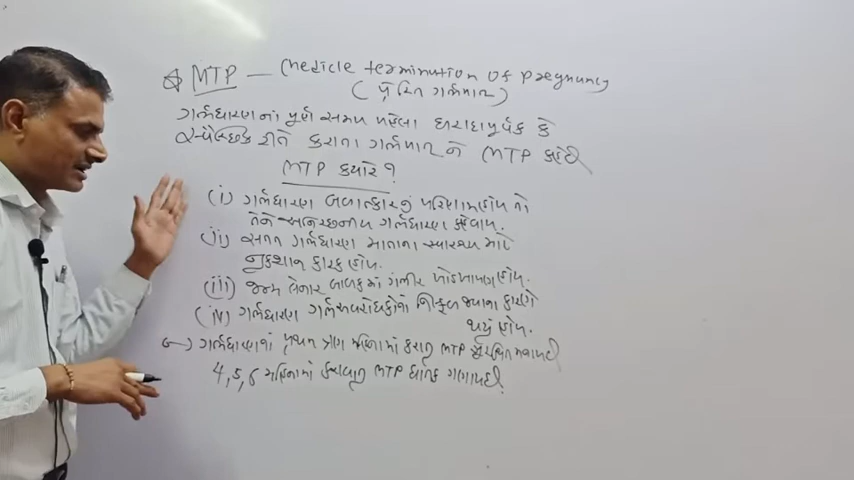 * MTP — Medicle termination of pregnancy
(પ્રેરિત ગર્ભપાત)
ગર્ભધારણનાં પૂર્ણ સમય પહેલા ઇરાદાપૂર્વક કે
સ્વૈચ્છિક રીતે કરાતા ગર્ભપાત ને MTP કહેછે
MTP ક્યારે ?
(i) ગર્ભધારણ બળાત્કારનું પરિણામ હોય તો
તેને અનિચ્છનીય ગર્ભધારણ કહેવાય.
(ii) સતત ગર્ભધારણ માતાના સ્વાસ્થ્ય માટે
નુકશાન કારક હોય.
(iii) જન્મ લેનાર બાળકમાં ગંભીર ખોડખાપણ હોય.
(iv) ગર્ભધારણ ગર્ભઅવરોધકોનાં નિષ્ફળ જવાના કારણે
થયું હોય.
→ ગર્ભધારણનાં પ્રથમ ત્રણ મહિનામાં કરાતુ MTP સુરક્ષિત મનાય છે
4,5,6 મહિનામાં કરાવાતુ MTP ઘાતક ગણાય છે.